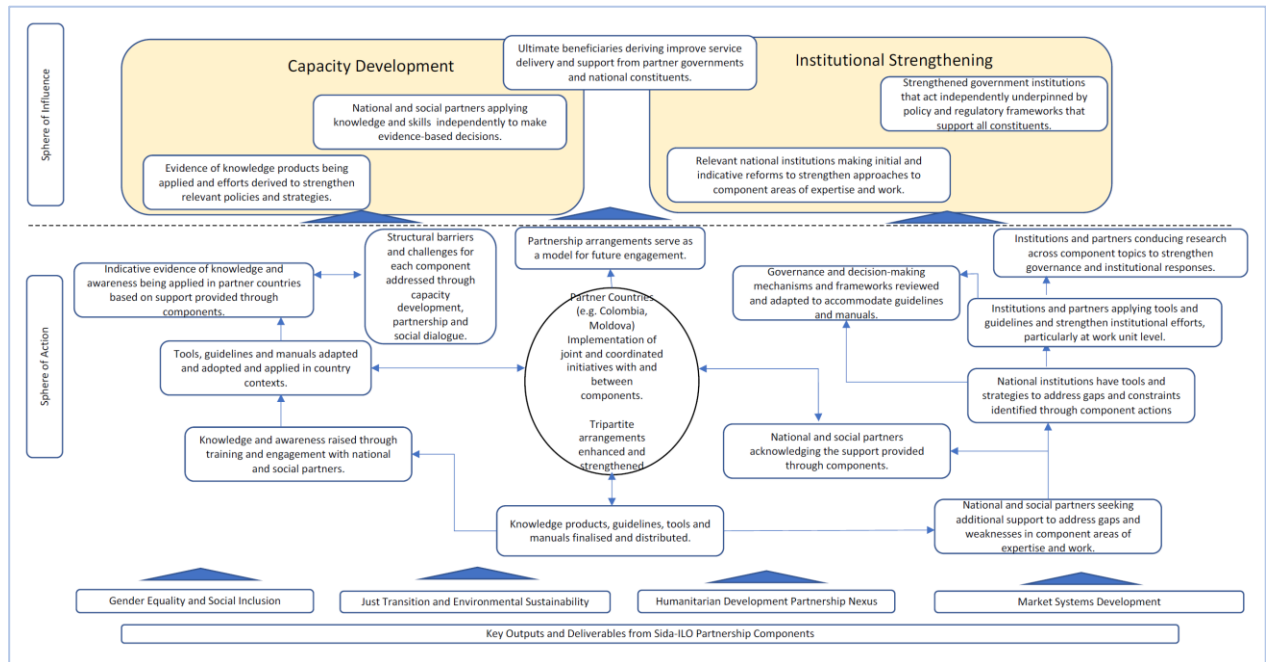 Sphere of Influence
Capacity Development
Ultimate beneficiaries deriving improve service
delivery and support from partner governments
and national constituents.
Institutional Strengthening
National and social partners applying
knowledge and skills  independently to make
evidence-based decisions.
Strengthened government institutions
that act independently underpinned by
policy and regulatory frameworks that
support all constituents.
Evidence of knowledge products being
applied and efforts derived to strengthen
relevant policies and strategies.
Relevant national institutions making initial and
indicative reforms to strengthen approaches to
component areas of expertise and work.
Sphere of Action
Indicative evidence of knowledge and
awareness being applied in partner countries
based on support provided through
components.
Structural barriers
and challenges for
each component
addressed through
capacity
development,
partnership and
social dialogue.
Partnership arrangements serve as
a model for future engagement.
Governance and decision-making
mechanisms and frameworks reviewed
and adapted to accommodate guidelines
and manuals.
Institutions and partners conducting research
across component topics to strengthen
governance and institutional responses.
Institutions and partners applying tools and
guidelines and strengthen institutional efforts,
particularly at work unit level.
Tools, guidelines and manuals adapted
and adopted and applied in country
contexts.
Partner Countries
(e.g. Colombia,
Moldova)
Implementation of
joint and coordinated
initiatives with and
between
components.
Tripartite
arrangements
enhanced and
strengthened
National institutions have tools and
strategies to address gaps and constraints
identified through component actions
Knowledge and awareness raised through
training and engagement with national
and social partners.
National and social partners
acknowledging the support provided
through components.
Knowledge products, guidelines, tools and
manuals finalised and distributed.
National and social partners seeking
additional support to address gaps and
weaknesses in component areas of
expertise and work.
Gender Equality and Social Inclusion
Just Transition and Environmental Sustainability
Humanitarian Development Partnership Nexus
Market Systems Development
Key Outputs and Deliverables from Sida-ILO Partnership Components